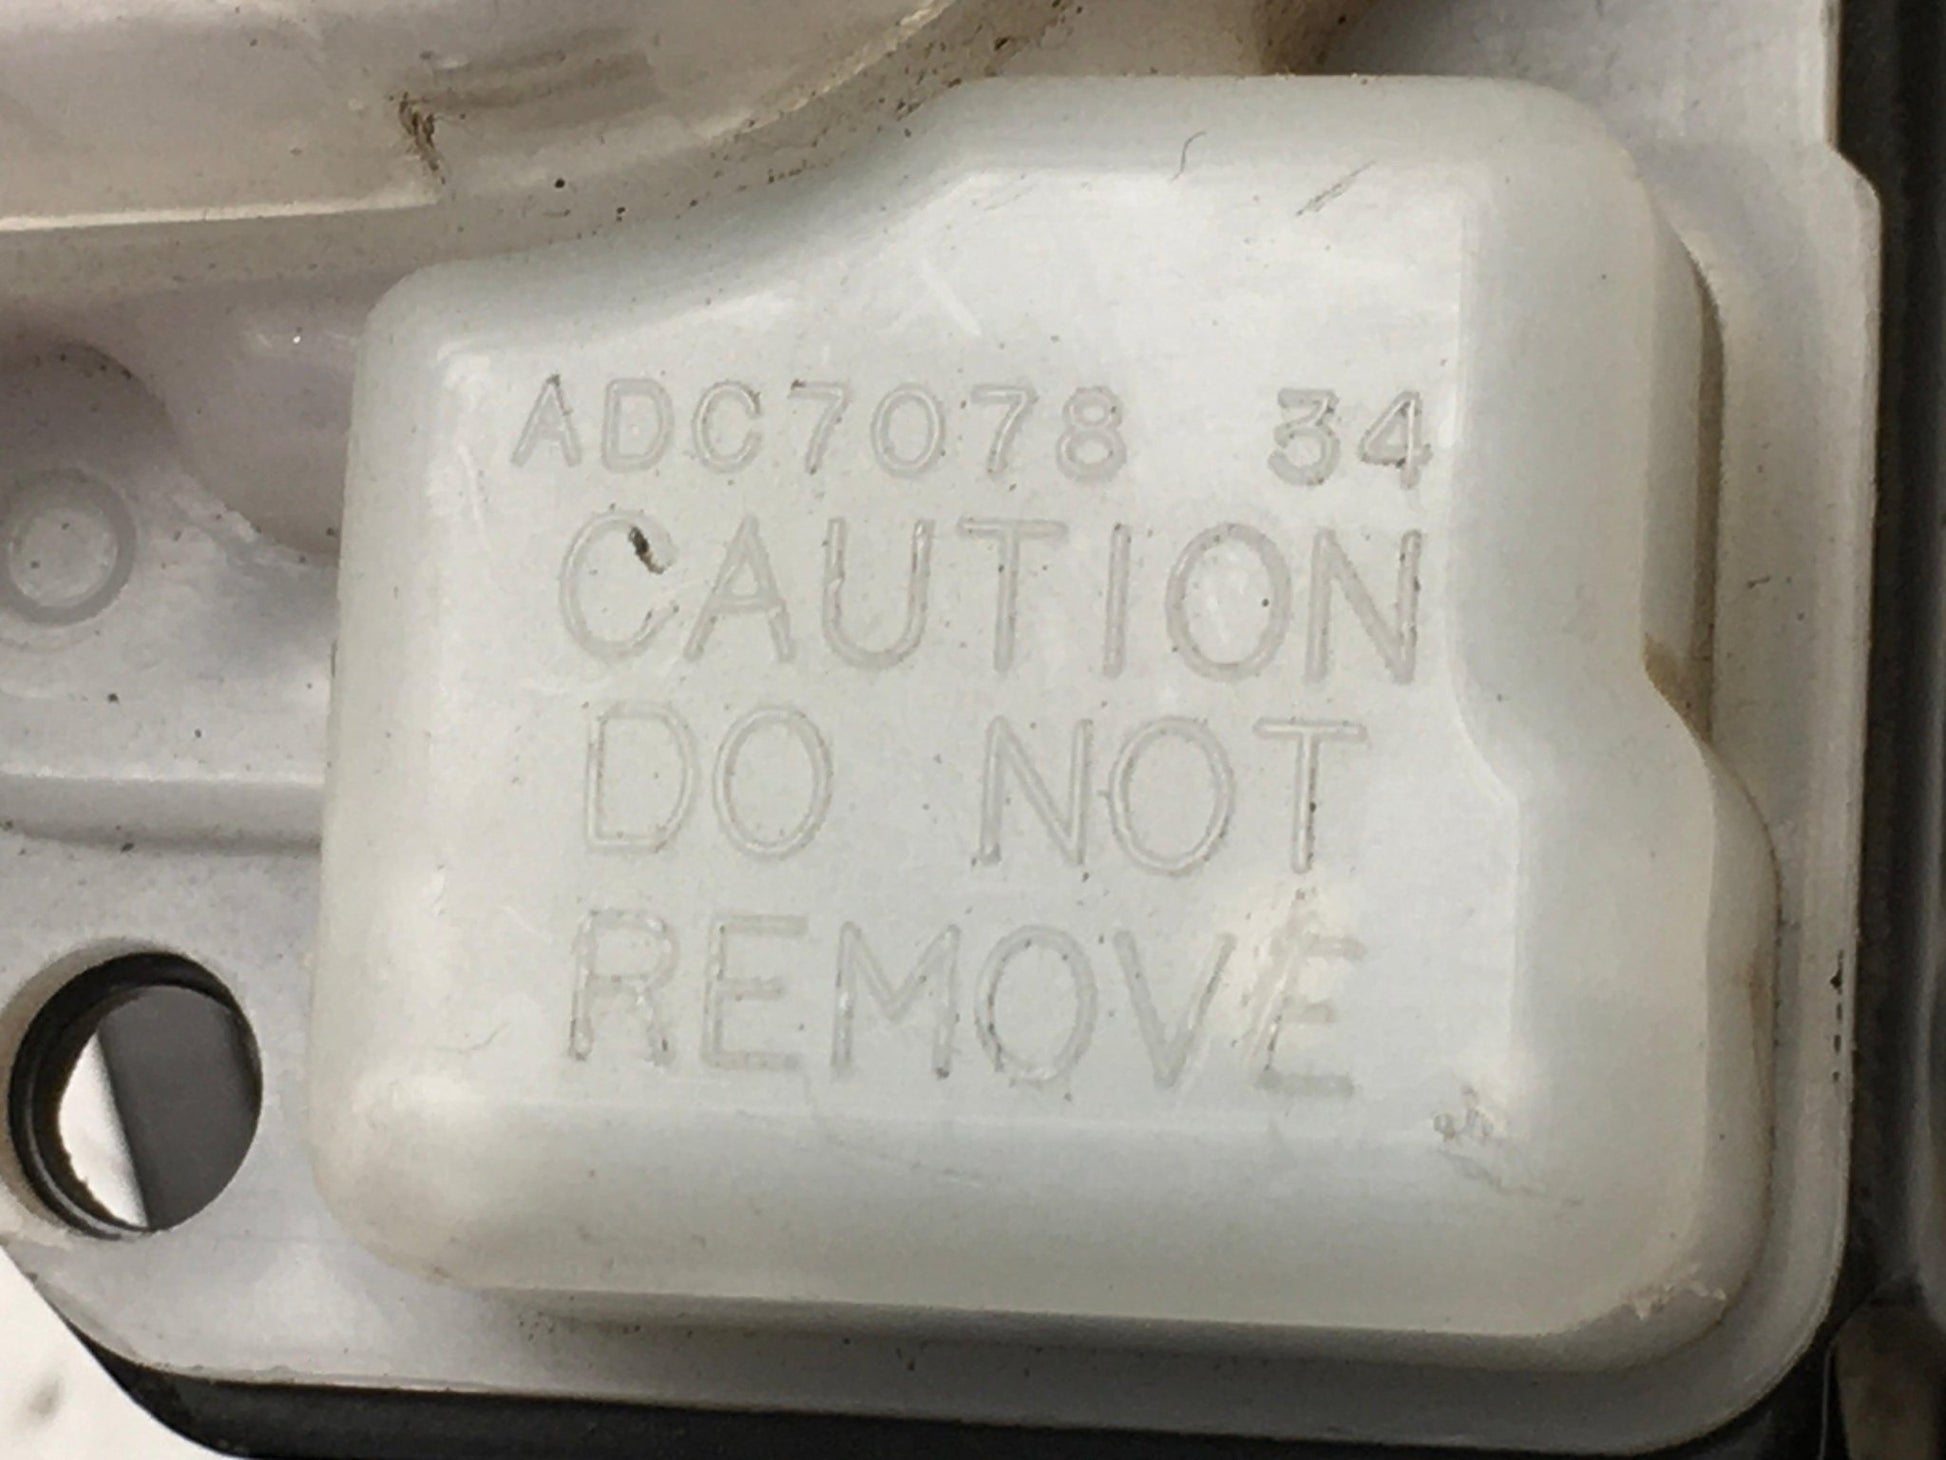 ADC7078 34
CAUTION
DO NOT
REMOVE